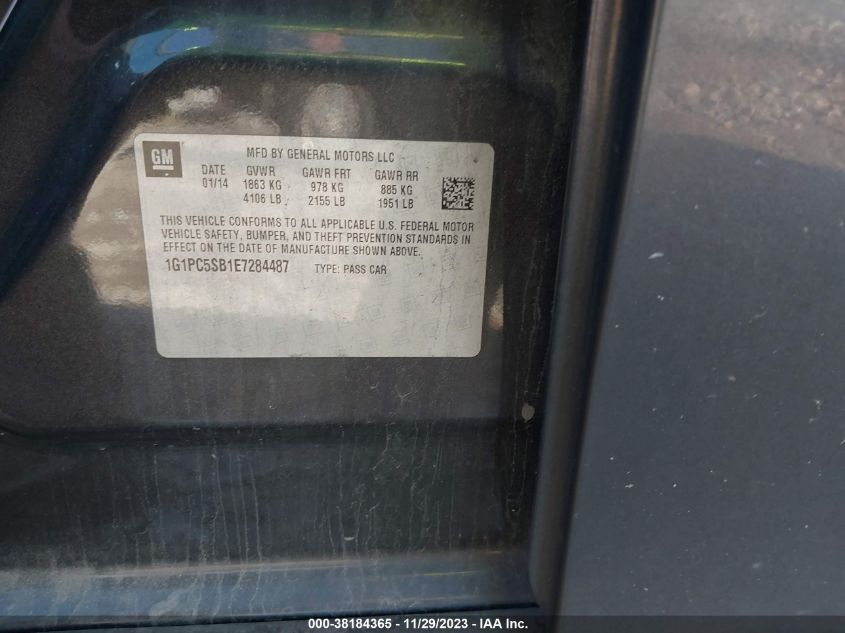 GM
MFD BY GENERAL MOTORS LLC
DATE GVWR GAWR FRT GAWR RR
01/14 1863 KG 978 KG 885 KG
4106 LB 2155 LB 1951 LB
THIS VEHICLE CONFORMS TO ALL APPLICABLE U.S. FEDERAL MOTOR
VEHICLE SAFETY, BUMPER, AND THEFT PREVENTION STANDARDS IN
EFFECT ON THE DATE OF MANUFACTURE SHOWN ABOVE.
1G1PC5SB1E7284487 TYPE: PASS CAR
000-38184365 - 11/29/2023 - IAA Inc.